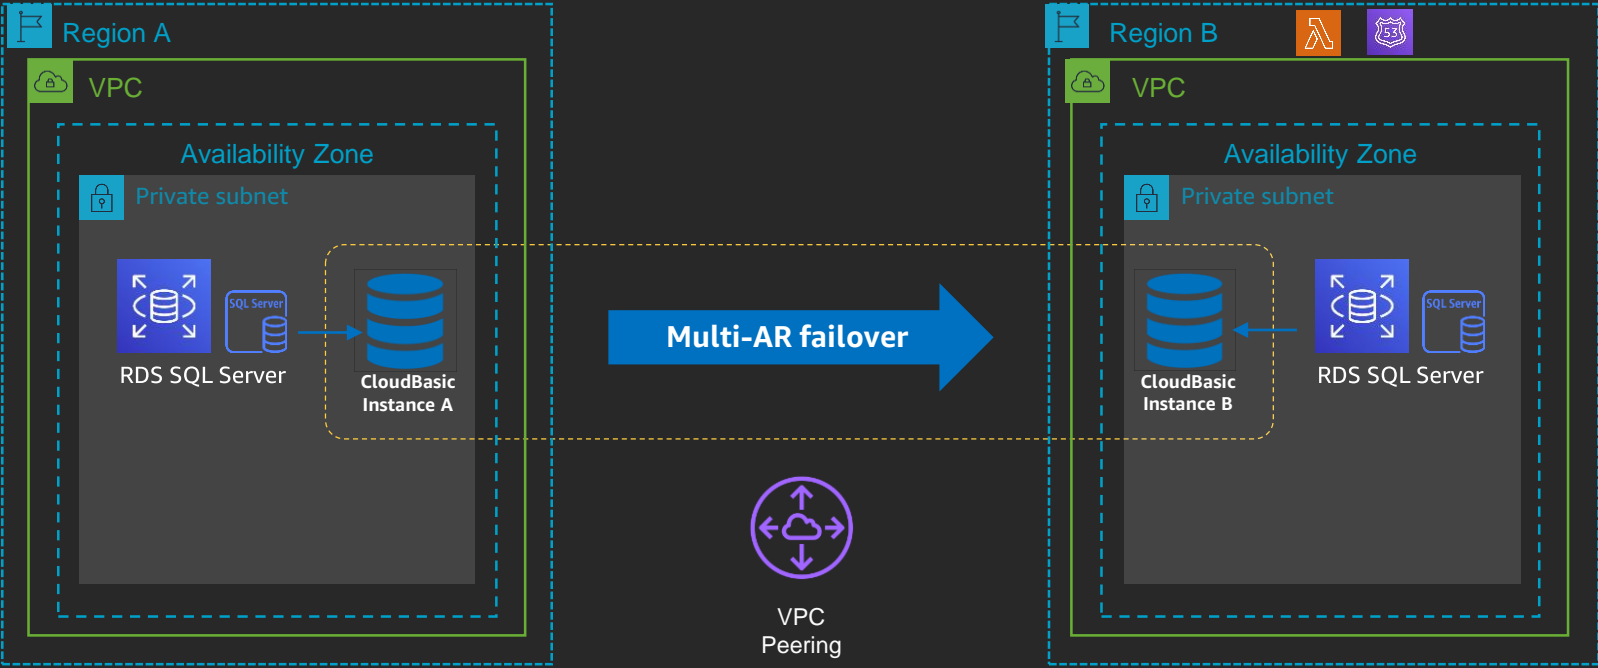 Region A
VPC
Availability Zone
Private subnet
SQL Server
RDS SQL Server
CloudBasic
Instance A
Multi-AR failover
VPC
Peering
Region B
53
VPC
Availability Zone
Private subnet
CloudBasic
Instance B
SQL Server
RDS SQL Server